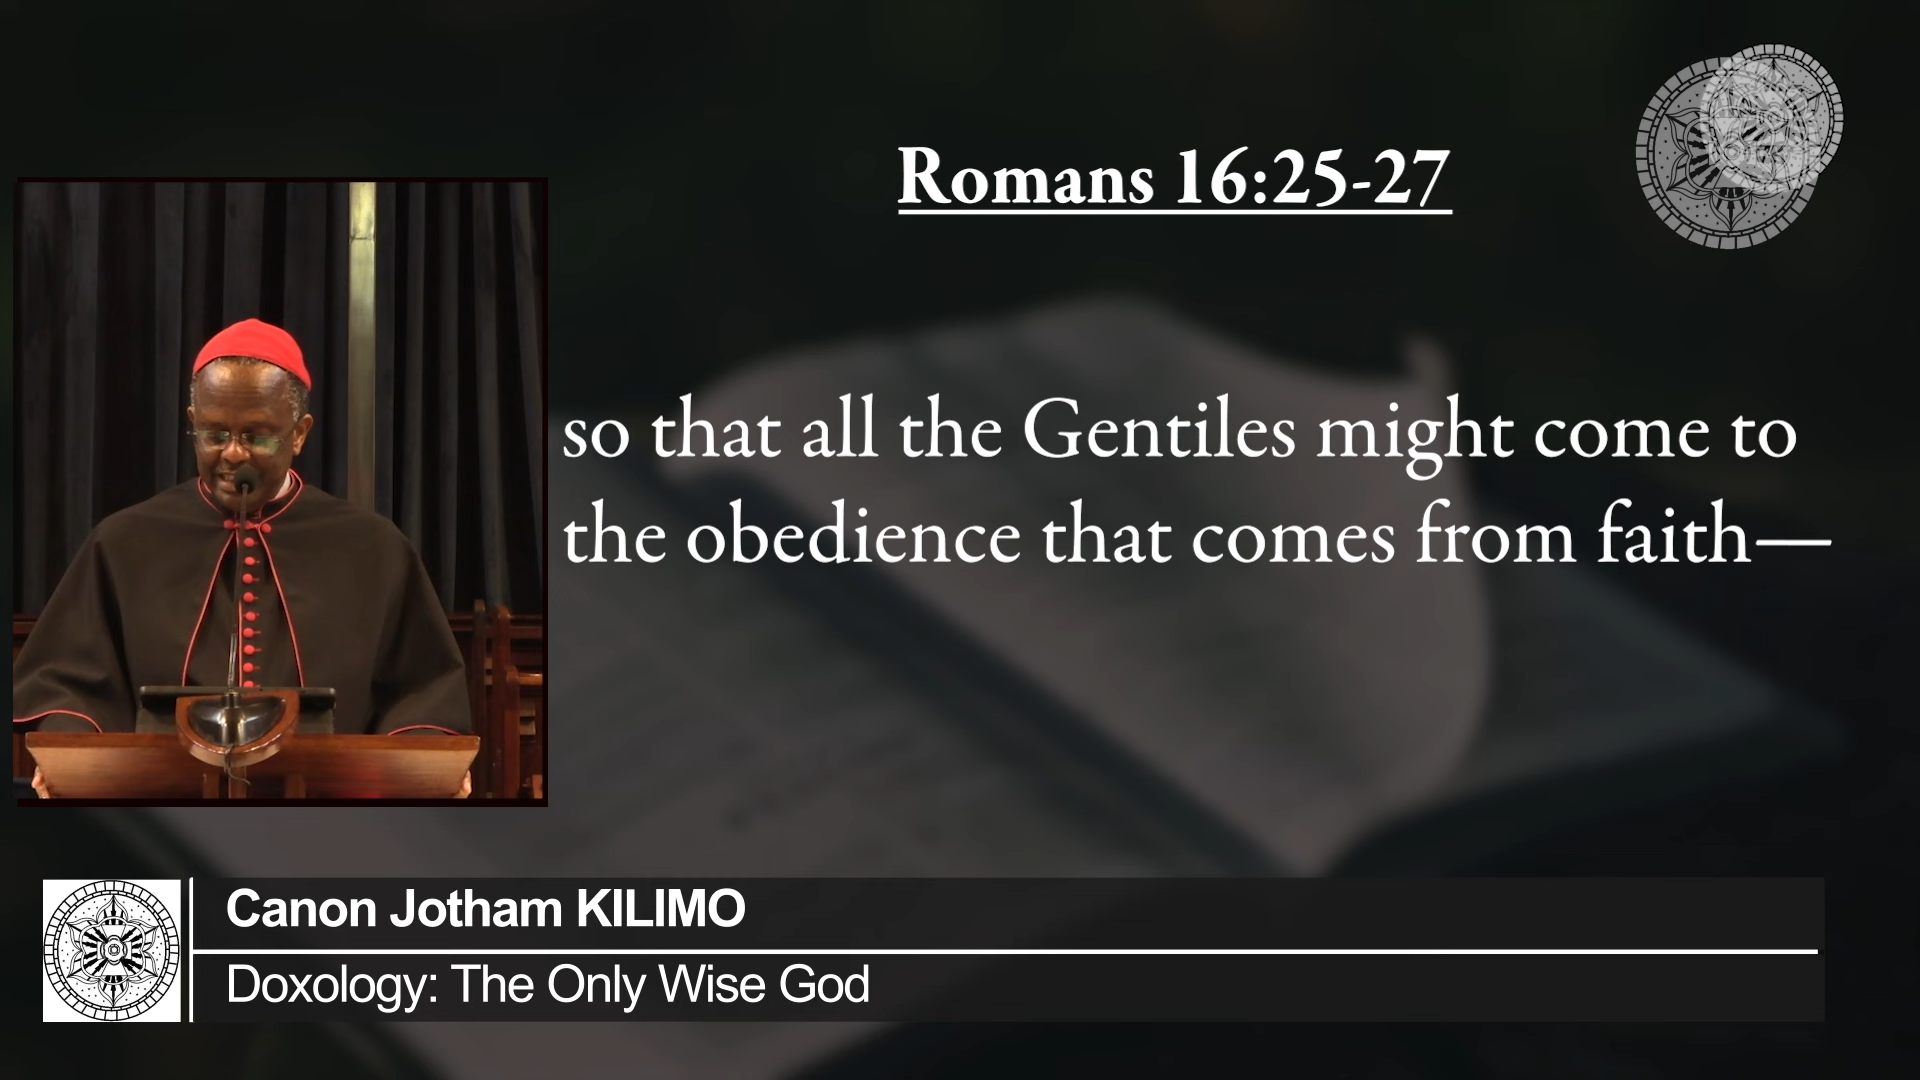 Romans 16:25-27
so that all the Gentiles might come to
the obedience that comes from faith—
Canon Jotham KILIMO
Doxology: The Only Wise God